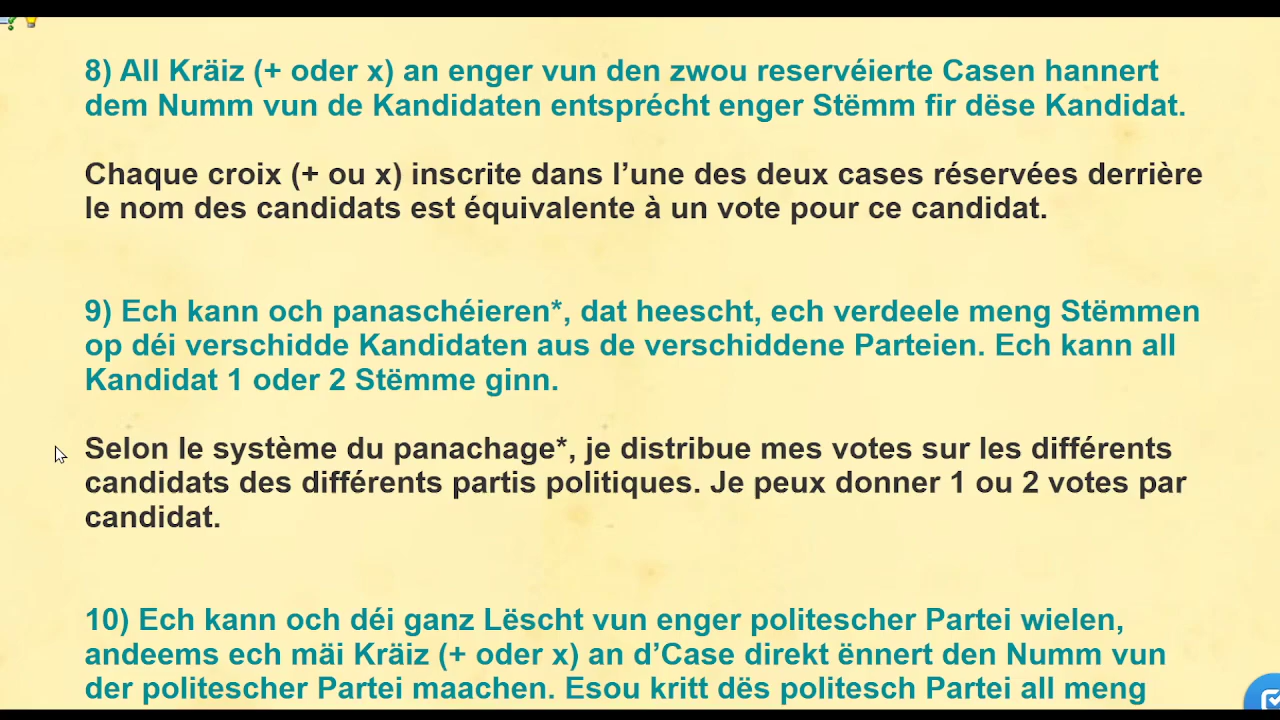 8) All Kräiz (+ oder x) an enger vun den zwou reservéierte Casen hannert
dem Numm vun de Kandidaten entsprécht enger Stëmm fir dëse Kandidat.
Chaque croix (+ ou x) inscrite dans l’une des deux cases réservées derrière
le nom des candidats est équivalente à un vote pour ce candidat.
9) Ech kann och panaschéieren*, dat heescht, ech verdeele meng Stëmmen
op déi verschidde Kandidaten aus de verschiddene Parteien. Ech kann all
Kandidat 1 oder 2 Stëmme ginn.
Selon le système du panachage*, je distribue mes votes sur les différents
candidats des différents partis politiques. Je peux donner 1 ou 2 votes par
candidat.
10) Ech kann och déi ganz Lëscht vun enger politescher Partei wielen,
andeems ech mäi Kräiz (+ oder x) an d’Case direkt ënnert den Numm vun
der politescher Partei maachen. Esou kritt dës politesch Partei all meng